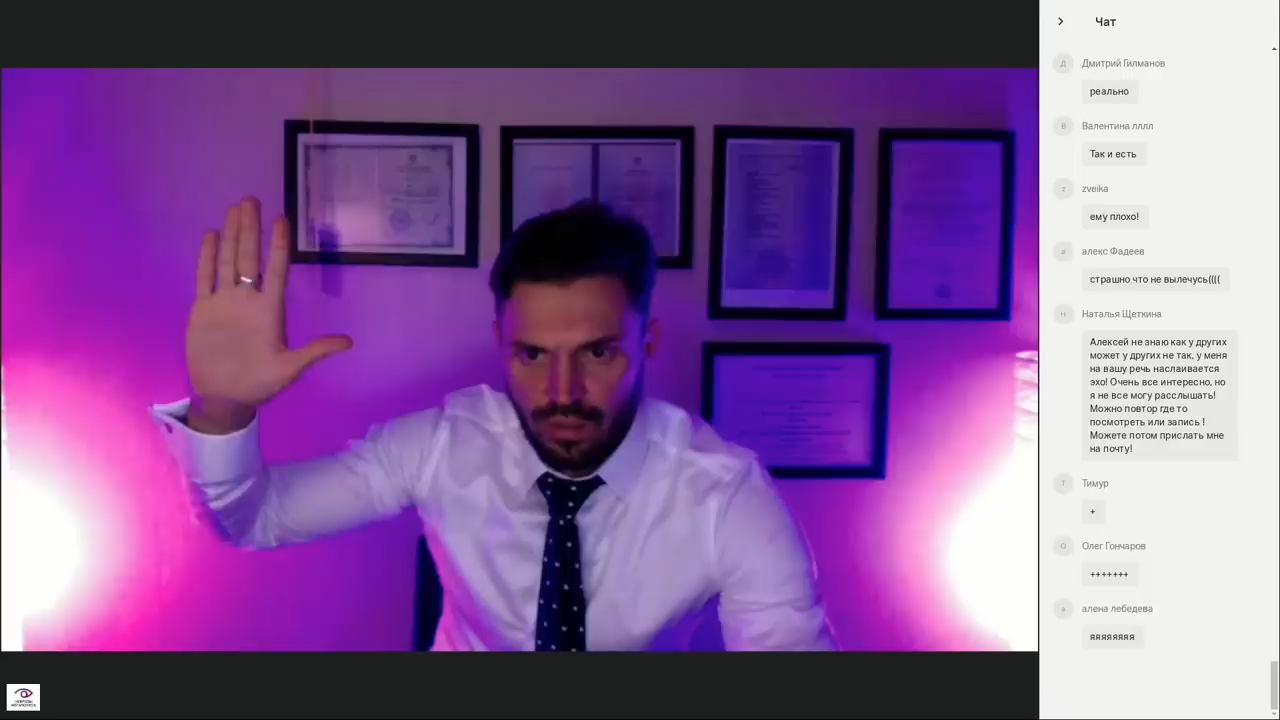 Чат
Д
Дмитрий Гилманов
реально
В
Валентина лллл
Так и есть
z
zveika
ему плохо!
алекс Фадеев
страшно что не вылечусь((((
Н
Наталья Щеткина
Алексей не знаю как у других
может у других не так, у меня
на вашу речь наслаивается
эхо! Очень все интересно, но
я не все могу расслышать!
Можно повтор где то
посмотреть или запись !
Можете потом прислать мне
на почту!
Т
Тимур
+
О
Олег Гончаров
+++++++
а
алена лебедева
яяяяяяяя